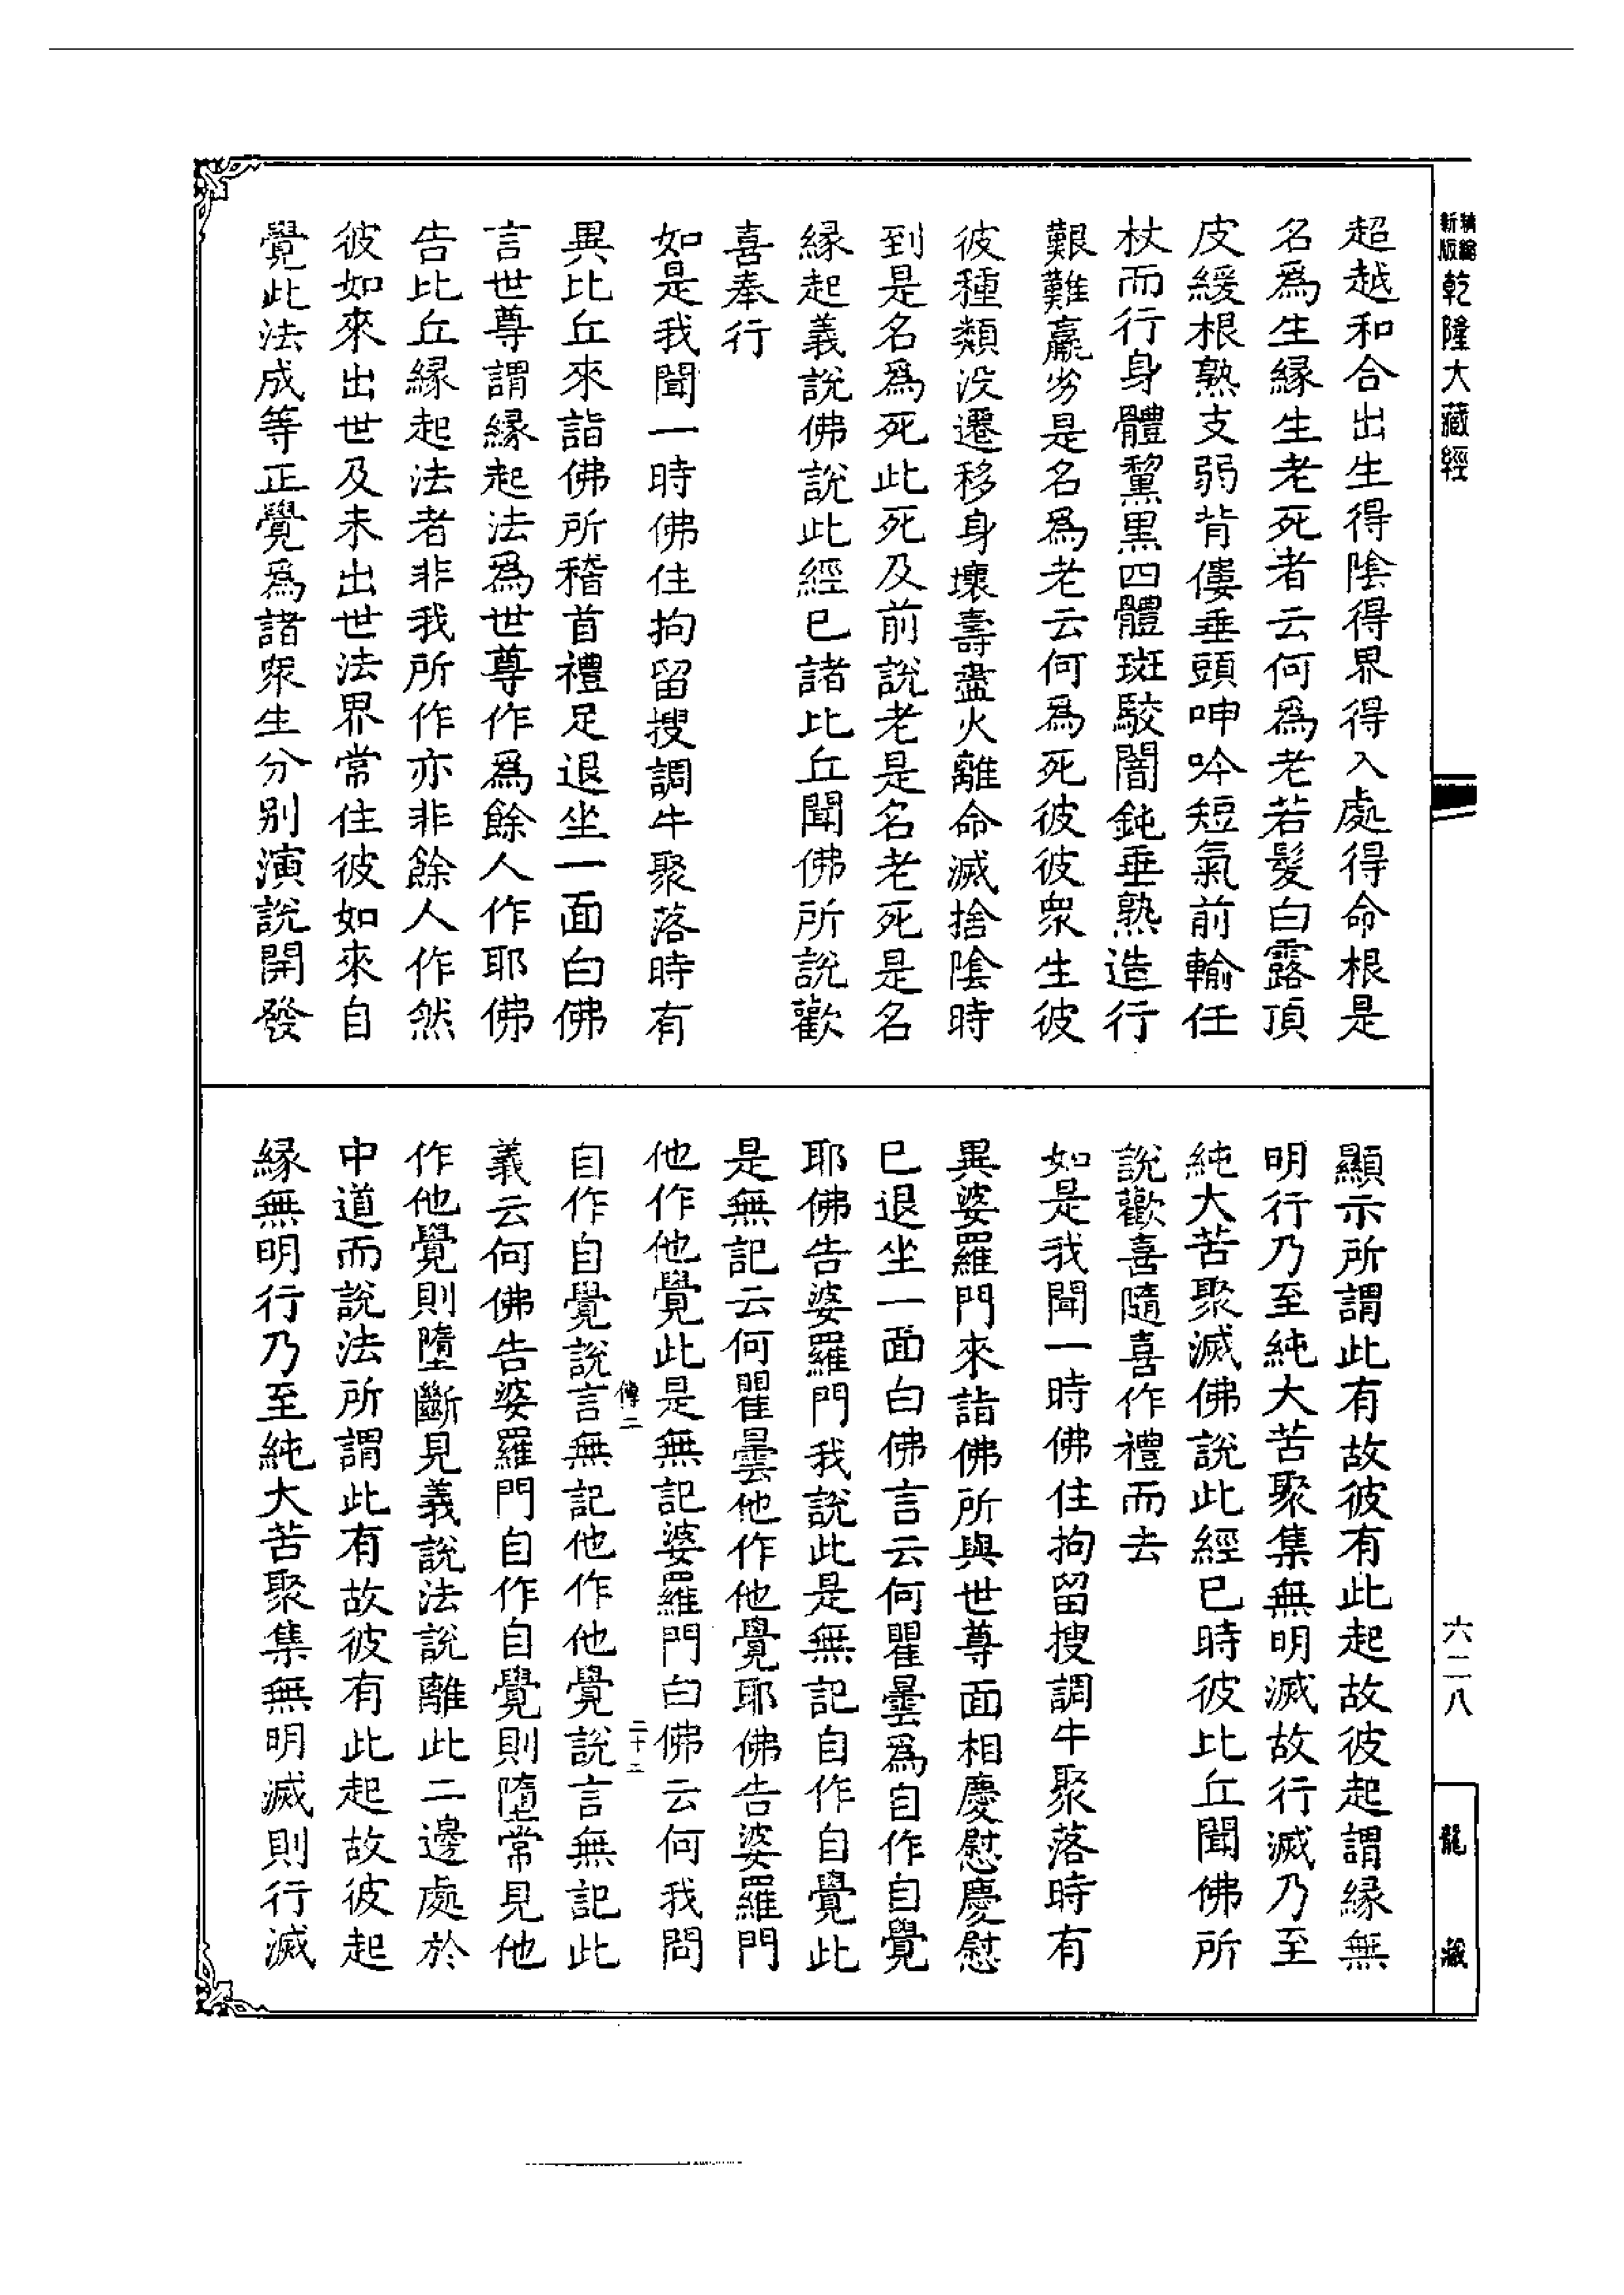 新版 精縮 乾隆大藏經
超越和合出生得陰得界得入處得命根是
名爲生緣生老死者云何爲老若髮白露頂
皮緩根熟支弱背僂垂頭呻吟短氣前輸任
杖而行身體黧黑四體斑駮闇鈍垂熟造行
艱難羸劣是名爲老云何爲死彼彼衆生彼
彼種類沒遷移身壞壽盡火離命滅捨陰時
到是名爲死此死及前說老是名老死是名
緣起義說佛說此經已諸比丘聞佛所說歡
喜奉行
如是我聞一時佛住拘留搜調牛聚落時有
異比丘來詣佛所稽首禮足退坐一面白佛
言世尊謂緣起法爲世尊作爲餘人作耶佛
告比丘緣起法者非我所作亦非餘人作然
彼如來出世及未出世法界常住彼如來自
覺此法成等正覺爲諸衆生分別演說開發
顯示所謂此有故彼有此起故彼起謂緣無
明行乃至純大苦聚集無明滅故行滅乃至
純大苦聚滅佛說此經已時彼比丘聞佛所
說歡喜隨喜作禮而去
如是我聞一時佛住拘留搜調牛聚落時有
異婆羅門來詣佛所與世尊面相慶慰慶慰
已退坐一面白佛言云何瞿曇爲自作自覺
耶佛告婆羅門我說此是無記自作自覺此
是無記云何瞿曇他作他覺耶佛告婆羅門
他作他覺此是無記婆羅門白佛云何我問
二十二
自作自覺說言無記他作他覺說言無記此
義云何佛告婆羅門自作自覺則墮常見他
作他覺則墮斷見義說法說離此二邊處於
中道而說法所謂此有故彼有此起故彼起
緣無明行乃至純大苦聚集無明滅則行滅
六二八
龍藏